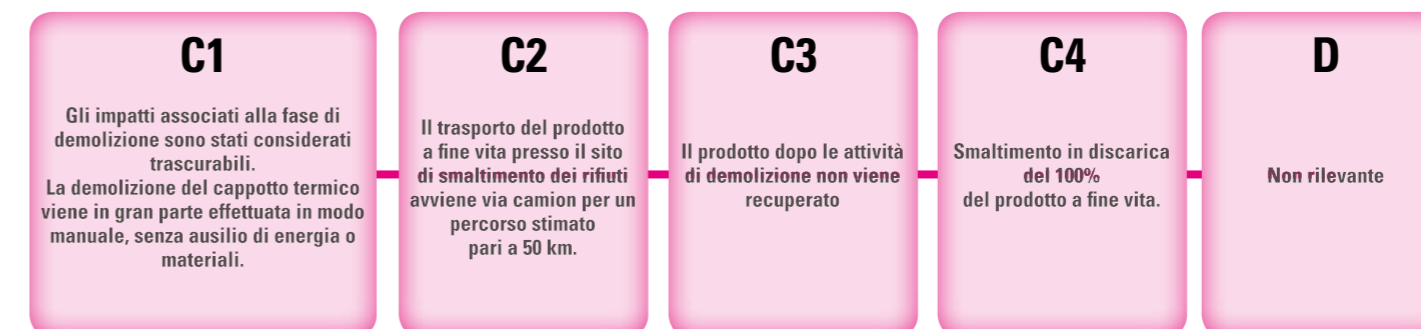 C1
Gli impatti associati alla fase di
demolizione sono stati considerati
trascurabili.
La demolizione del cappotto termico
viene in gran parte effettuata in modo
manuale, senza ausilio di energia o
materiali.
C2
Il trasporto del prodotto
a fine vita presso il sito
di smaltimento dei rifiuti
avviene via camion per un
percorso stimato
pari a 50 km.
C3
Il prodotto dopo le attività
di demolizione non viene
recuperato
C4
Smaltimento in discarica
del 100%
del prodotto a fine vita.
D
Non rilevante